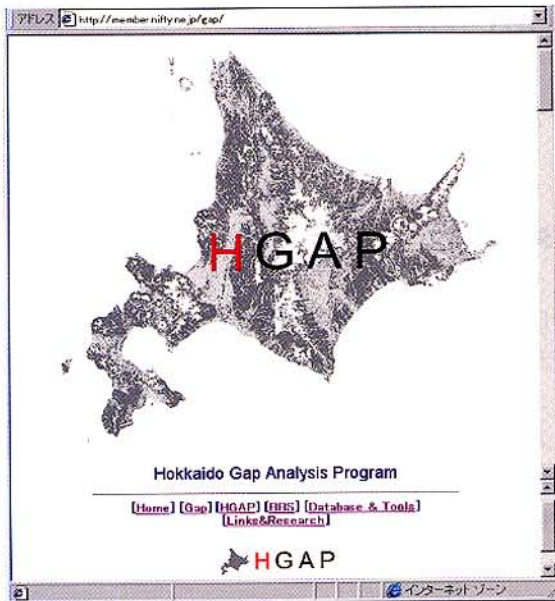 アドレス http://member.nifty.ne.jp/gap/
HGAP
Hokkaido Gap Analysis Program
[Home] [Gap] [HGAP] [BBS] [Database & Tools]
[Links&Research]
HGAP
インターネット ゾーン